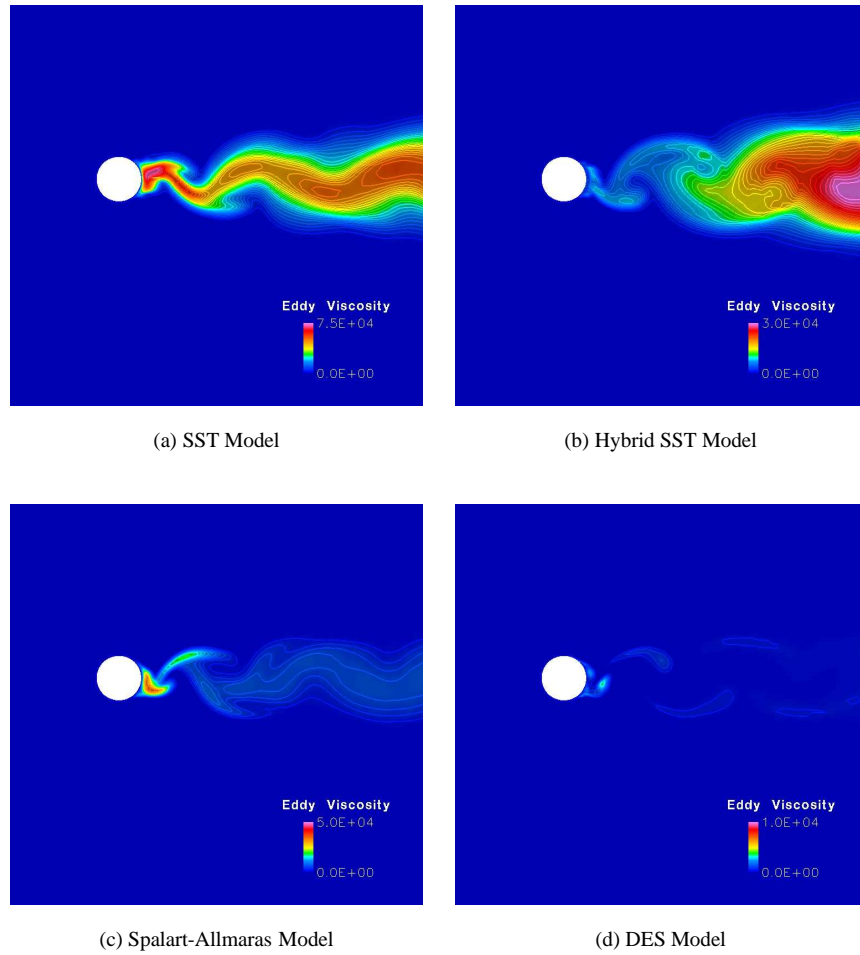 Eddy Viscosity
7.5E+04
0.0E+00
(a) SST Model
Eddy Viscosity
3.0E+04
0.0E+00
(b) Hybrid SST Model
Eddy Viscosity
5.0E+04
0.0E+00
(c) Spalart-Allmaras Model
Eddy Viscosity
1.0E+04
0.0E+00
(d) DES Model